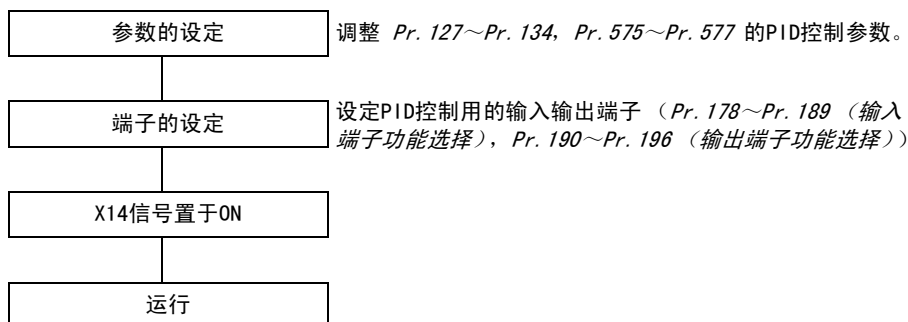 参数的设定
调整 Pr.127～Pr.134, Pr.575～Pr.577 的PID控制参数。
端子的设定
设定PID控制用的输入输出端子 （Pr.178～Pr.189 （输入
端子功能选择）, Pr.190～Pr.196 （输出端子功能选择））
X14信号置于ON
运行